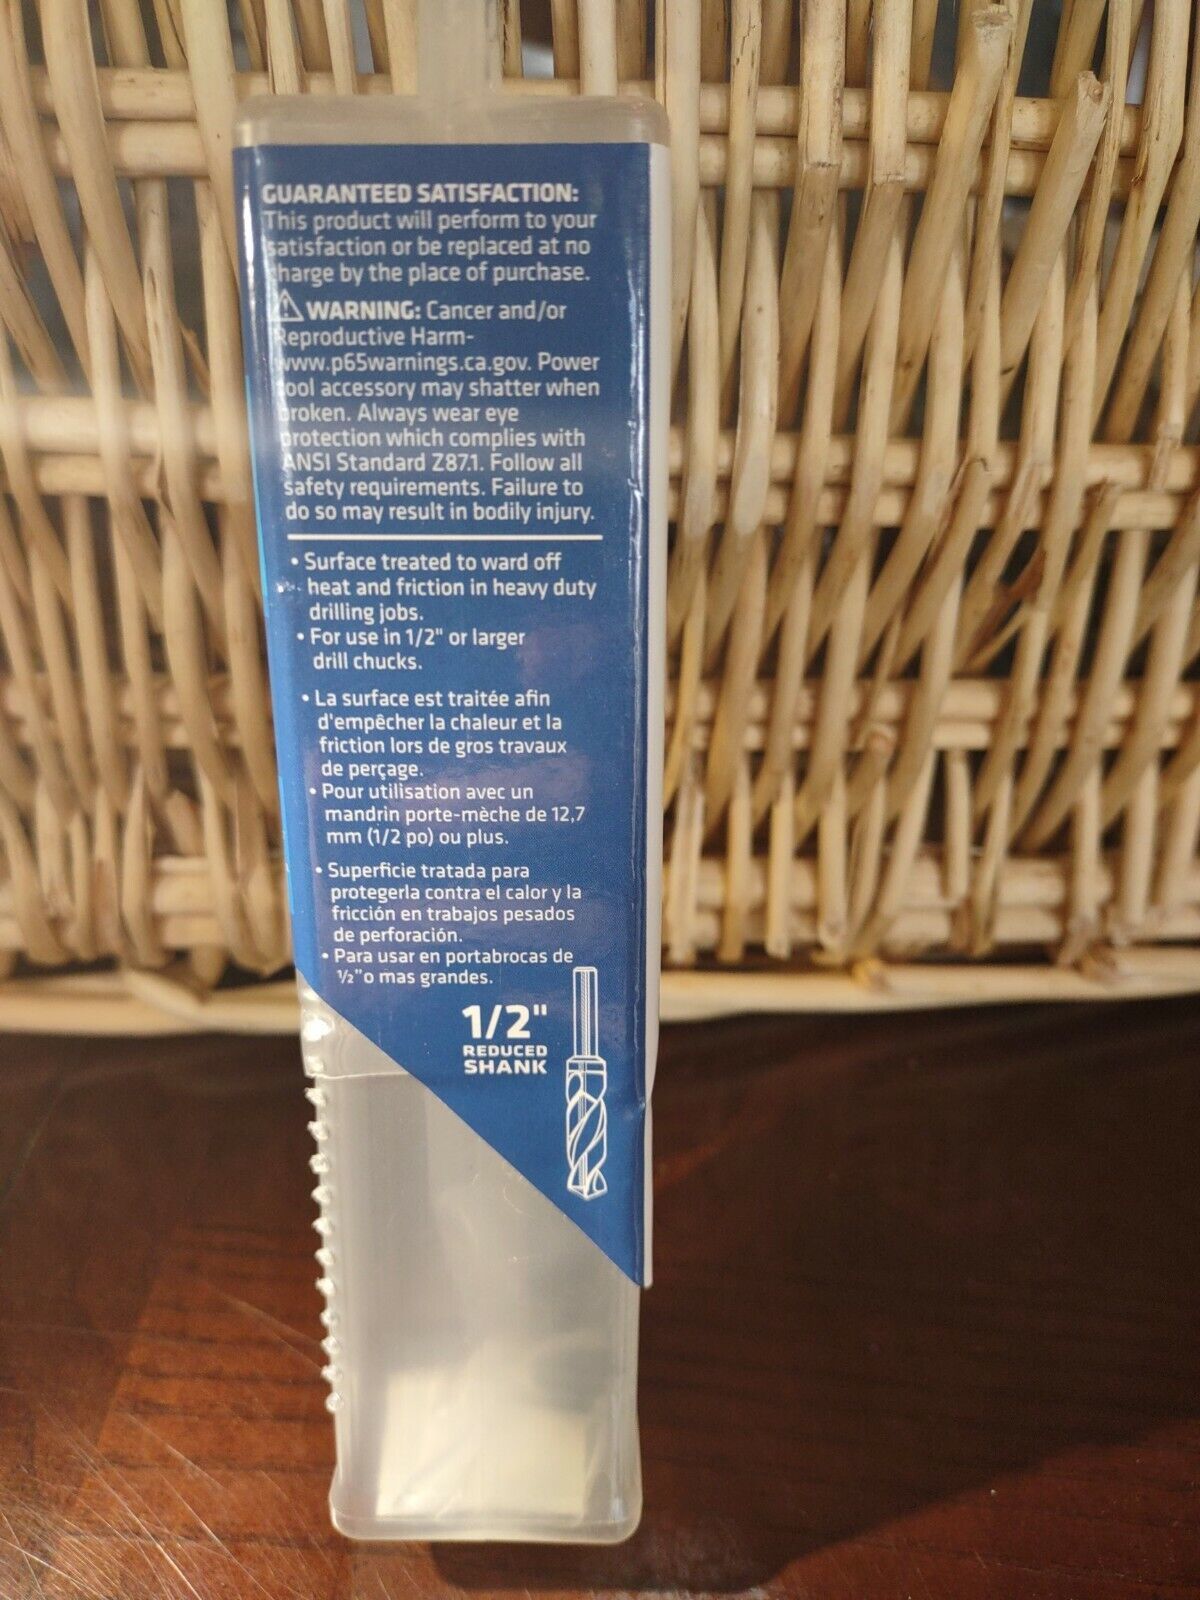 GUARANTEED SATISFACTION:
This product will perform to your
satisfaction or be replaced at no
charge by the place of purchase.
WARNING: Cancer and/or
Reproductive Harm-
www.p65warnings.ca.gov. Power
tool accessory may shatter when
broken. Always wear eye
protection which complies with
ANSI Standard Z87.1. Follow all
safety requirements. Failure to
do so may result in bodily injury.
• Surface treated to ward off
heat and friction in heavy duty
drilling jobs.
• For use in 1/2" or larger
drill chucks.
• La surface est traitée afin
d'empêcher la chaleur et la
friction lors de gros travaux
de perçage.
• Pour utilisation avec un
mandrin porte-mèche de 12,7
mm (1/2 po) ou plus.
• Superficie tratada para
protegerla contra el calor y la
fricción en trabajos pesados
de perforación.
• Para usar en portabrocas de
½"o mas grandes.
1/2"
REDUCED
SHANK